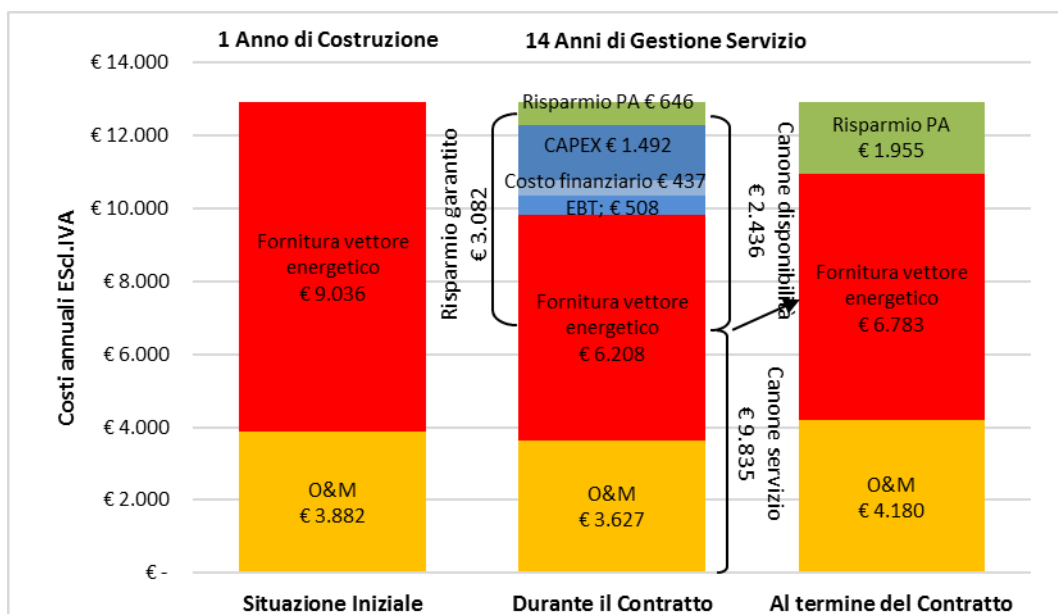 1 Anno di Costruzione
14 Anni di Gestione Servizio
Costi annuali EScl.IVA
€ 14.000
€ 12.000
€ 10.000
€ 8.000
€ 6.000
€ 4.000
€ 2.000
€ -
Fornitura vettore
energetico
€ 9.036
O&M
€ 3.882
Risparmio garantito
€ 3.082
Risparmio PA € 646
CAPEX € 1.492
Costo finanziario € 437
EBT; € 508
Fornitura vettore
energetico
€ 6.208
O&M
€ 3.627
Canone disponibilità
€ 2.436
Canone servizio
€ 9.835
Risparmio PA
€ 1.955
Fornitura vettore
energetico
€ 6.783
O&M
€ 4.180
Situazione Iniziale
Durante il Contratto
Al termine del Contratto